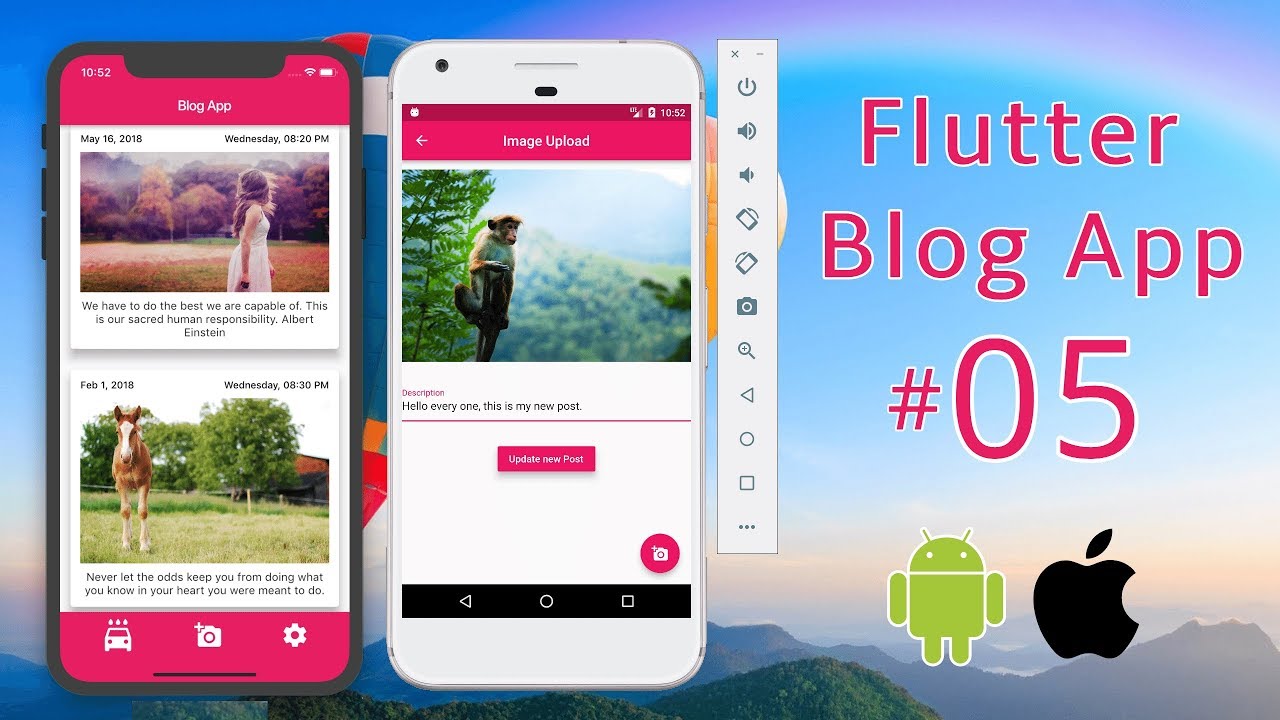 10:52
Blog App
May 16, 2018 Wednesday, 08:20 PM
We have to do the best we are capable of. This
is our sacred human responsibility. Albert
Einstein
Feb 1, 2018 Wednesday, 08:30 PM
Never let the odds keep you from doing what
you know in your heart you were meant to do.
LTE 10:52
Image Upload
Description
Hello every one, this is my new post.
Update new Post
Flutter
Blog App
#05